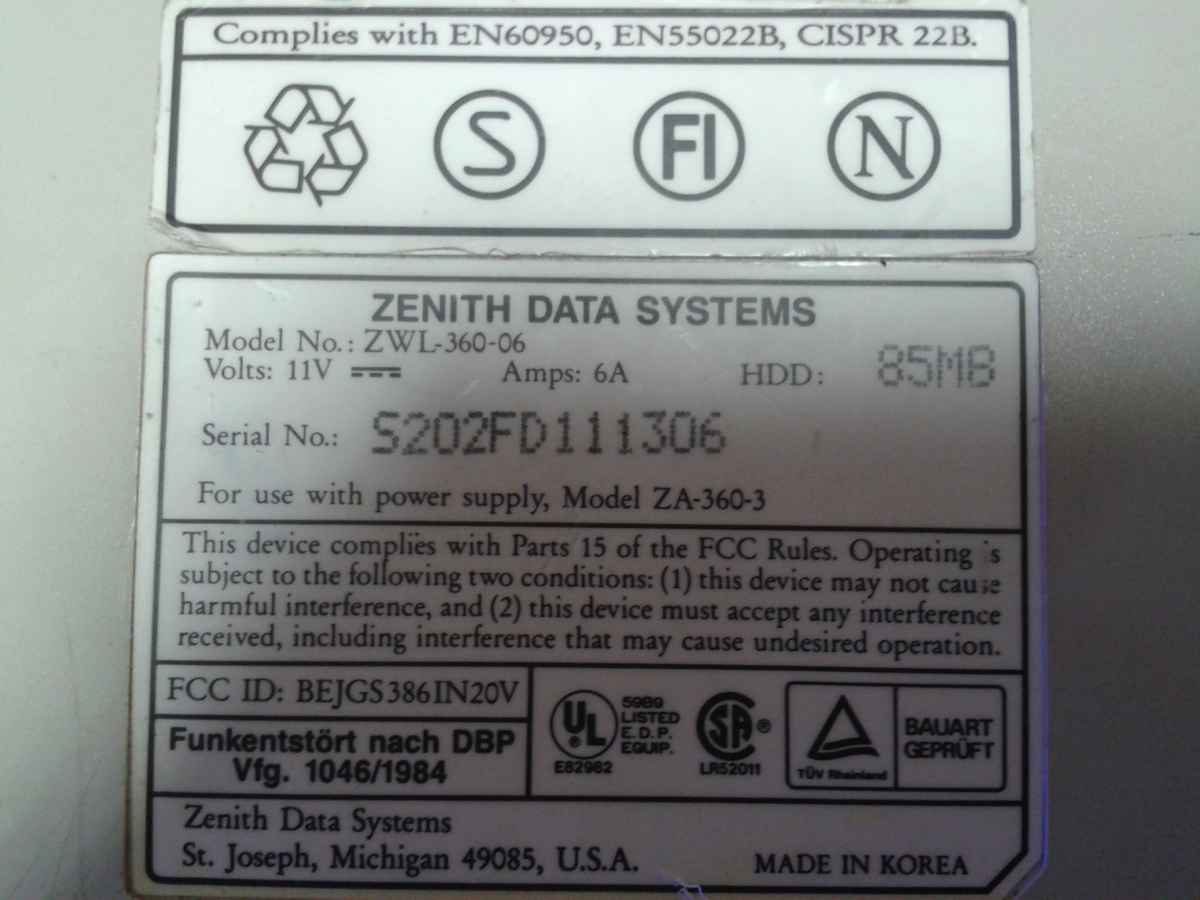 Complies with EN60950, EN55022B, CISPR 22B.
S FI N
ZENITH DATA SYSTEMS
Model No.: ZWL-360-06
Volts: 11V Amps: 6A HDD: 85MB
Serial No.: S202FD111306
For use with power supply, Model ZA-360-3
This device complies with Parts 15 of the FCC Rules. Operating is
subject to the following two conditions: (1) this device may not cause
harmful interference, and (2) this device must accept any interference
received, including interference that may cause undesired operation.
FCC ID: BEJGS386IN20V
Funkentstört nach DBP
Vfg. 1046/1984
UL
®
59B9
LISTED
E.D.P.
EQUIP.
E82982
SA ®
LR52011
TÜV Rheinland
BAUART
GEPRÜFT
Zenith Data Systems
St. Joseph, Michigan 49085, U.S.A.
MADE IN KOREA